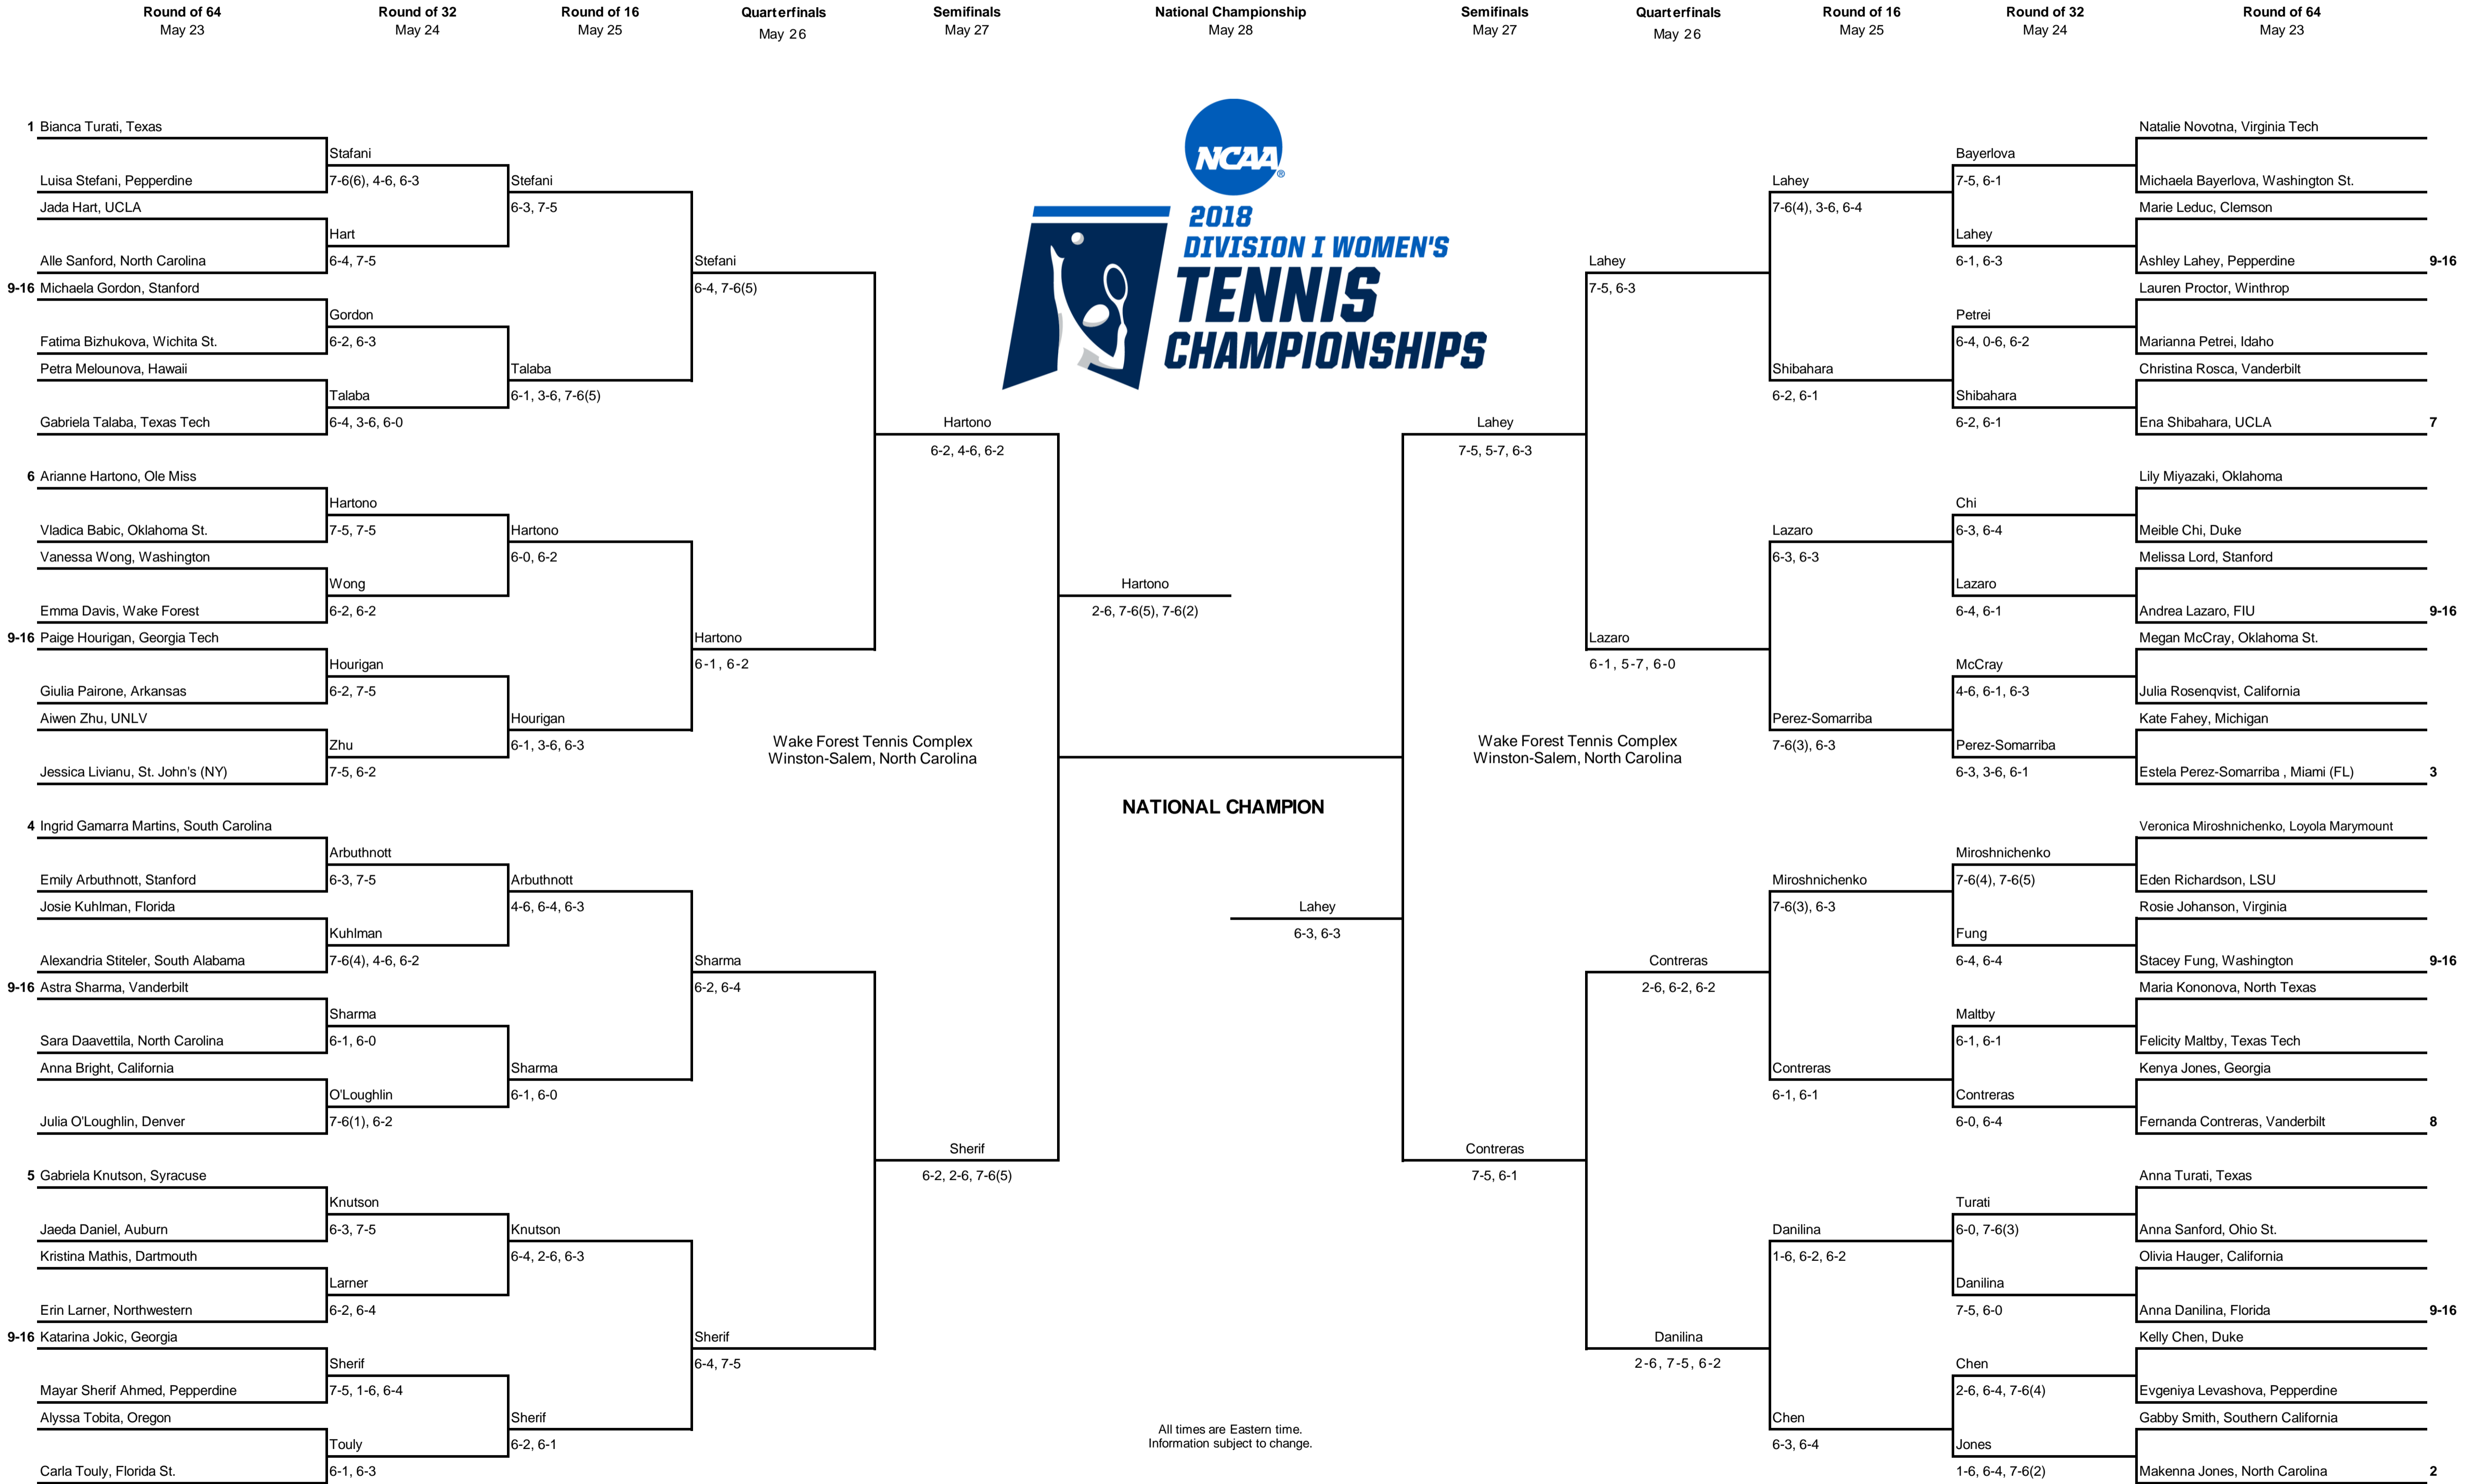 Round of 64
May 23
Round of 32
May 24
Round of 16
May 25
Quarterfinals
May 26
Semifinals
May 27
National Championship
May 28
Semifinals
May 27
Quarterfinals
May 26
Round of 16
May 25
Round of 32
May 24
Round of 64
May 23
NCAA®
2018
DIVISION I WOMEN'S
TENNIS
CHAMPIONSHIPS
1 Bianca Turati, Texas
Luisa Stefani, Pepperdine
Jada Hart, UCLA
Alle Sanford, North Carolina
9-16 Michaela Gordon, Stanford
Fatima Bizhukova, Wichita St.
Petra Melounova, Hawaii
Gabriela Talaba, Texas Tech
6 Arianne Hartono, Ole Miss
Vladica Babic, Oklahoma St.
Vanessa Wong, Washington
Emma Davis, Wake Forest
9-16 Paige Hourigan, Georgia Tech
Giulia Pairone, Arkansas
Aiwen Zhu, UNLV
Jessica Livianu, St. John's (NY)
4 Ingrid Gamarra Martins, South Carolina
Emily Arbuthnott, Stanford
Josie Kuhlman, Florida
Alexandria Stiteler, South Alabama
9-16 Astra Sharma, Vanderbilt
Sara Daavettila, North Carolina
Anna Bright, California
Julia O'Loughlin, Denver
5 Gabriela Knutson, Syracuse
Jaeda Daniel, Auburn
Kristina Mathis, Dartmouth
Erin Larner, Northwestern
9-16 Katarina Jokic, Georgia
Mayar Sherif Ahmed, Pepperdine
Alyssa Tobita, Oregon
Carla Touly, Florida St.
Stafani
7-6(6), 4-6, 6-3
Hart
6-4, 7-5
Gordon
6-2, 6-3
Talaba
6-4, 3-6, 6-0
Hartono
7-5, 7-5
Wong
6-2, 6-2
Hourigan
6-2, 7-5
Zhu
7-5, 6-2
Arbuthnott
6-3, 7-5
Kuhlman
7-6(4), 4-6, 6-2
Sharma
6-1, 6-0
O'Loughlin
7-6(1), 6-2
Knutson
6-3, 7-5
Larner
6-2, 6-4
Sherif
7-5, 1-6, 6-4
Touly
6-1, 6-3
Stefani
6-3, 7-5
Talaba
6-1, 3-6, 7-6(5)
Hartono
6-0, 6-2
Hourigan
6-1, 3-6, 6-3
Arbuthnott
4-6, 6-4, 6-3
Sharma
6-1, 6-0
Knutson
6-4, 2-6, 6-3
Sherif
6-2, 6-1
Stefani
6-4, 7-6(5)
Hartono
6-1, 6-2
Sharma
6-2, 6-4
Sherif
6-4, 7-5
Hartono
6-2, 4-6, 6-2
Sherif
6-2, 2-6, 7-6(5)
Wake Forest Tennis Complex
Winston-Salem, North Carolina
Hartono
2-6, 7-6(5), 7-6(2)
NATIONAL CHAMPION
Lahey
6-3, 6-3
All times are Eastern time.
Information subject to change.
Lahey
7-5, 5-7, 6-3
Contreras
7-5, 6-1
Wake Forest Tennis Complex
Winston-Salem, North Carolina
Lahey
7-5, 6-3
Lazaro
6-1, 5-7, 6-0
Contreras
2-6, 6-2, 6-2
Danilina
2-6, 7-5, 6-2
Lahey
7-6(4), 3-6, 6-4
Shibahara
6-2, 6-1
Lazaro
6-3, 6-3
Perez-Somarriba
7-6(3), 6-3
Miroshnichenko
7-6(3), 6-3
Contreras
6-1, 6-1
Danilina
1-6, 6-2, 6-2
Chen
6-3, 6-4
Bayerlova
7-5, 6-1
Lahey
6-1, 6-3
Petrei
6-4, 0-6, 6-2
Shibahara
6-2, 6-1
Chi
6-3, 6-4
Lazaro
6-4, 6-1
McCray
4-6, 6-1, 6-3
Perez-Somarriba
6-3, 3-6, 6-1
Miroshnichenko
7-6(4), 7-6(5)
Fung
6-4, 6-4
Maltby
6-1, 6-1
Contreras
6-0, 6-4
Turati
6-0, 7-6(3)
Danilina
7-5, 6-0
Chen
2-6, 6-4, 7-6(4)
Jones
1-6, 6-4, 7-6(2)
Natalie Novotna, Virginia Tech
Michaela Bayerlova, Washington St.
Marie Leduc, Clemson
Ashley Lahey, Pepperdine 9-16
Lauren Proctor, Winthrop
Marianna Petrei, Idaho
Christina Rosca, Vanderbilt
Ena Shibahara, UCLA 7
Lily Miyazaki, Oklahoma
Meible Chi, Duke
Melissa Lord, Stanford
Andrea Lazaro, FIU 9-16
Megan McCray, Oklahoma St.
Julia Rosenqvist, California
Kate Fahey, Michigan
Estela Perez-Somarriba , Miami (FL) 3
Veronica Miroshnichenko, Loyola Marymount
Eden Richardson, LSU
Rosie Johanson, Virginia
Stacey Fung, Washington 9-16
Maria Kononova, North Texas
Felicity Maltby, Texas Tech
Kenya Jones, Georgia
Fernanda Contreras, Vanderbilt 8
Anna Turati, Texas
Anna Sanford, Ohio St.
Olivia Hauger, California
Anna Danilina, Florida 9-16
Kelly Chen, Duke
Evgeniya Levashova, Pepperdine
Gabby Smith, Southern California
Makenna Jones, North Carolina 2